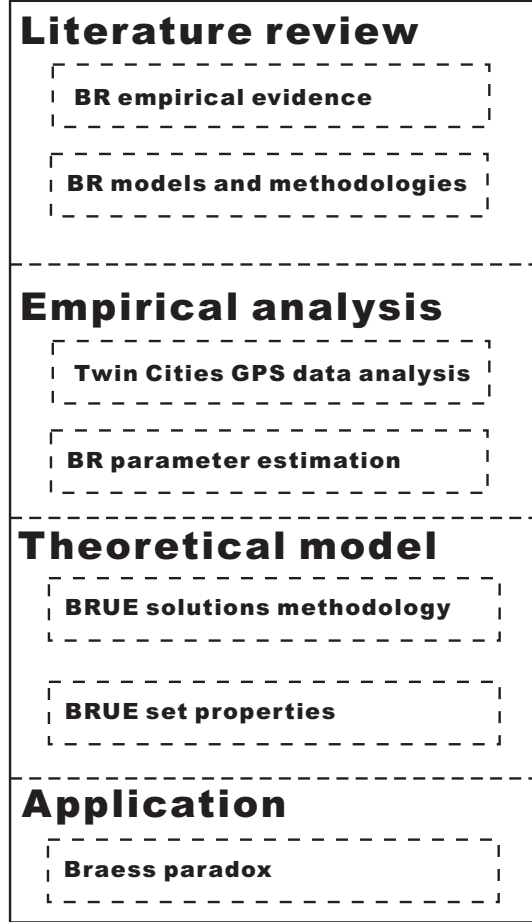 Literature review
BR empirical evidence
BR models and methodologies
Empirical analysis
Twin Cities GPS data analysis
BR parameter estimation
Theoretical model
BRUE solutions methodology
BRUE set properties
Application
Braess paradox